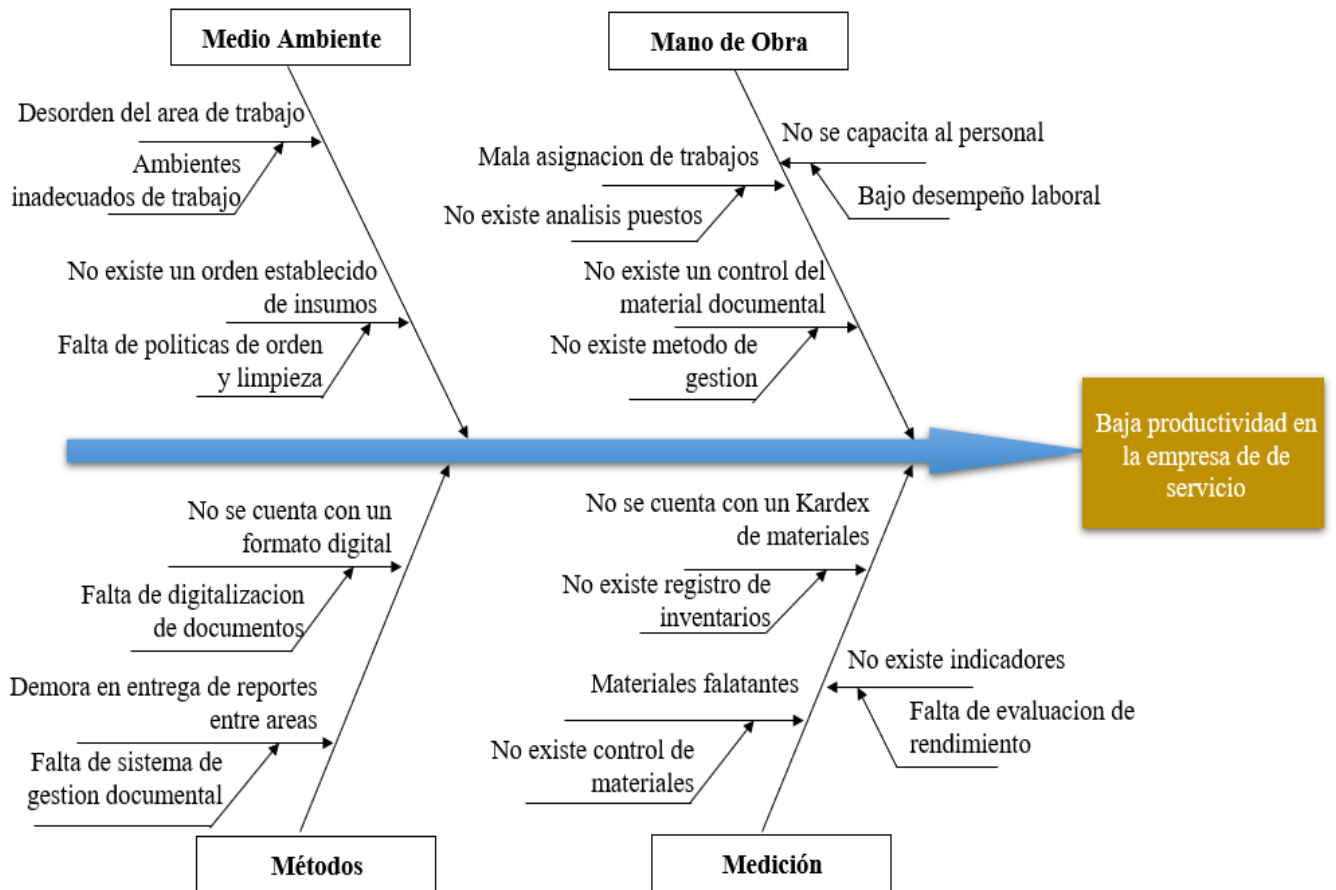 Medio Ambiente
Desorden del area de trabajo
Ambientes
inadecuados de trabajo
No existe un orden establecido
de insumos
Falta de politicas de orden
y limpieza
Mano de Obra
Mala asignacion de trabajos
No existe analisis puestos
No se capacita al personal
Bajo desempeño laboral
No existe un control del
material documental
No existe metodo de
gestion
Baja productividad en
la empresa de de
servicio
No se cuenta con un
formato digital
Falta de digitalizacion
de documentos
Demora en entrega de reportes
entre areas
Falta de sistema de
gestion documental
Métodos
No se cuenta con un Kardex
de materiales
No existe registro de
inventarios
Materiales falatantes
No existe control de
materiales
No existe indicadores
Falta de evaluacion de
rendimiento
Medición